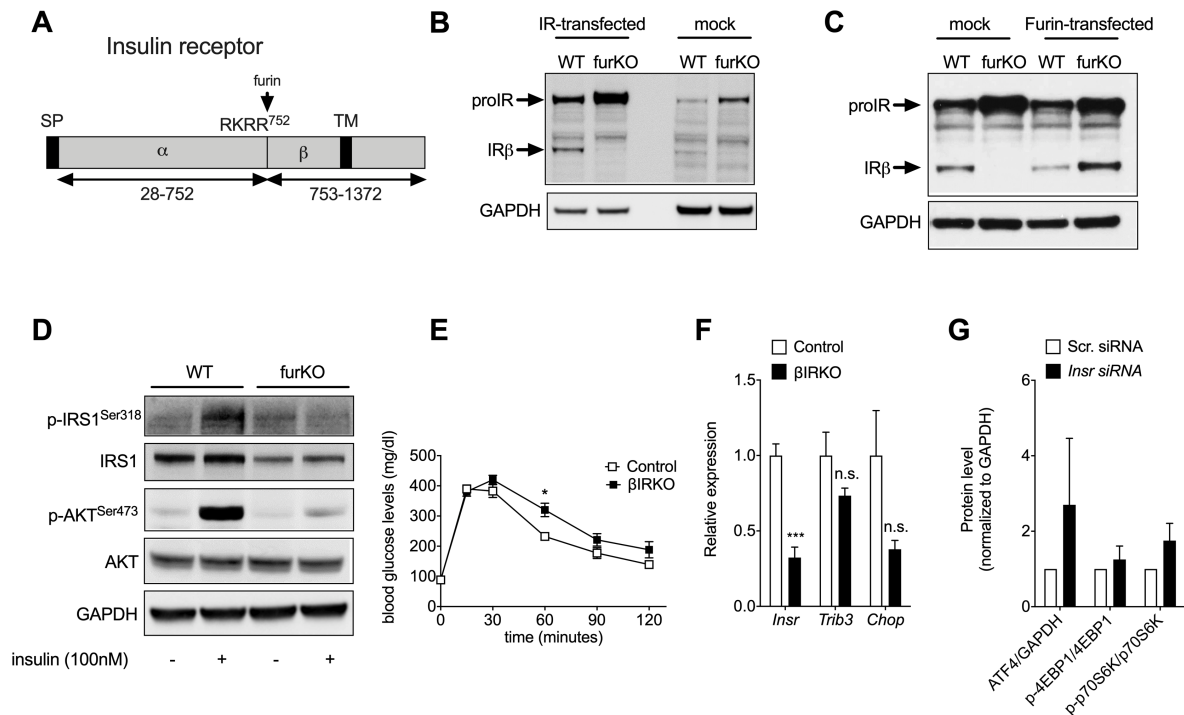 A
Insulin receptor
furin
SP
RKRR752
TM
α
β
28-752
753-1372
B
IR-transfected
mock
WT furKO
WT furKO
proIR
IRβ
GAPDH
C
mock
Furin-transfected
WT furKO WT furKO
proIR
IRβ
GAPDH
D
WT
furKO
p-IRS1Ser318
IRS1
p-AKTSer473
AKT
GAPDH
insulin (100nM)
- + - +
E
blood glucose levels (mg/dl)
500
400
300
200
100
0
Control
βIRKO
*
0 30 60 90 120
time (minutes)
F
Control
βIRKO
Relative expression
1.5
1.0
0.5
0.0
***
n.s.
n.s.
Insr Trib3 Chop
G
Scr. siRNA
Insr siRNA
Protein level
(normalized to GAPDH)
6
4
2
0
ATF4/GAPDH
p-4EBP1/4EBP1
p-p70S6K/p70S6K